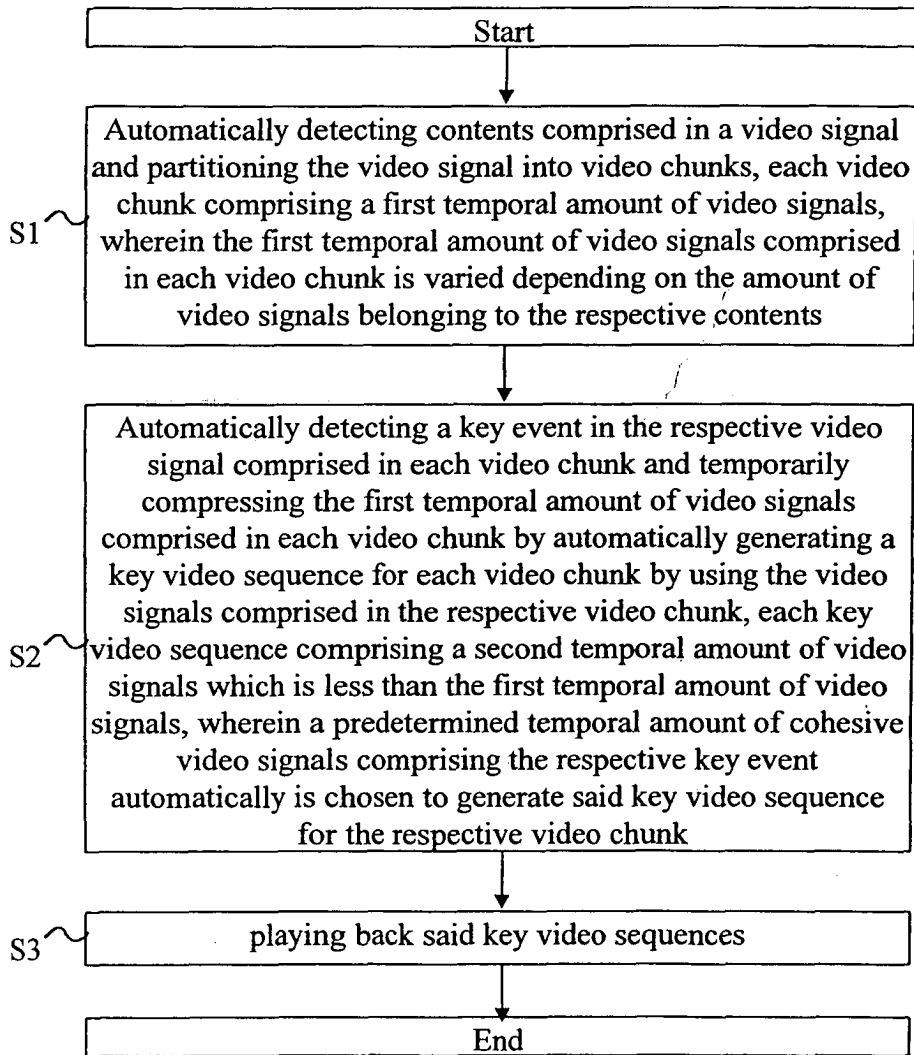 Start
Automatically detecting contents comprised in a video signal
and partitioning the video signal into video chunks, each video
chunk comprising a first temporal amount of video signals,
S1
wherein the first temporal amount of video signals comprised
in each video chunk is varied depending on the amount of
video signals belonging to the respective contents
Automatically detecting a key event in the respective video
signal comprised in each video chunk and temporarily
compressing the first temporal amount of video signals
comprised in each video chunk by automatically generating a
key video sequence for each video chunk by using the video
signals comprised in the respective video chunk, each key
S2
video sequence comprising a second temporal amount of video
signals which is less than the first temporal amount of video
signals, wherein a predetermined temporal amount of cohesive
video signals comprising the respective key event
automatically is chosen to generate said key video sequence
for the respective video chunk
S3
playing back said key video sequences
End